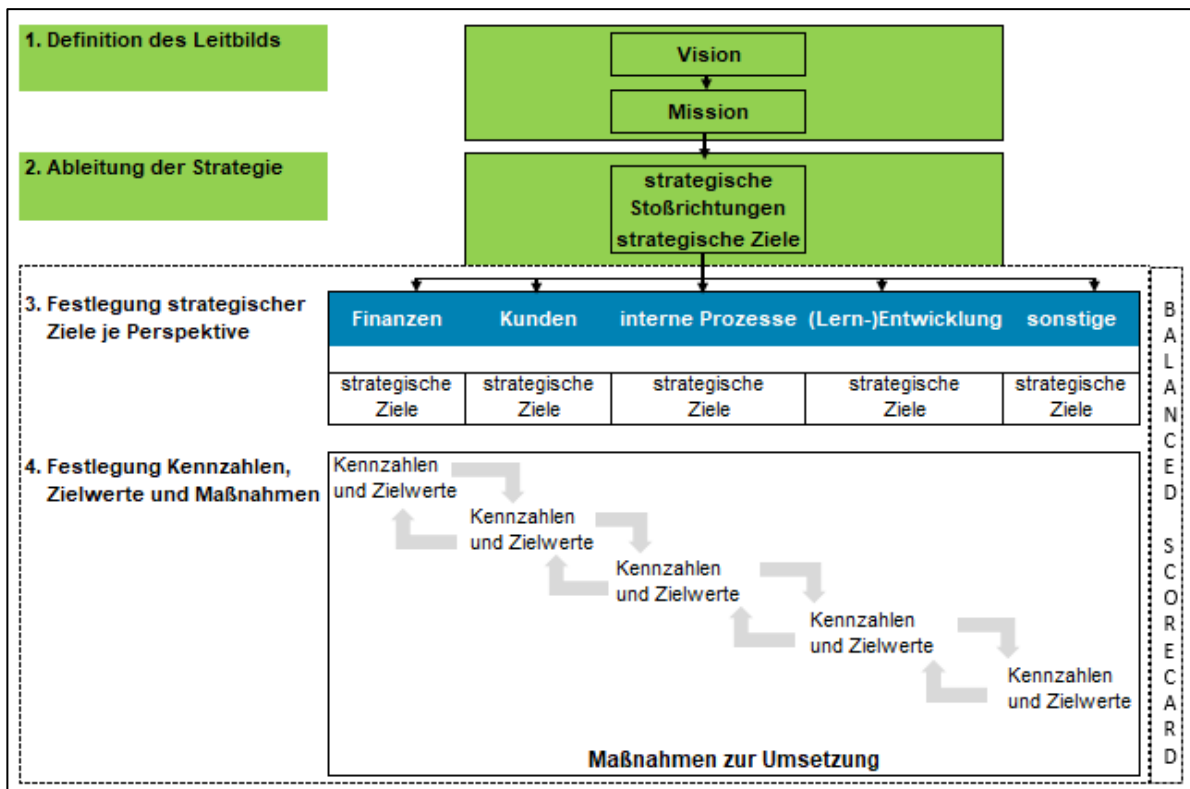 1. Definition des Leitbilds
Vision
Mission
2. Ableitung der Strategie
strategische
Stoßrichtungen
strategische Ziele
3. Festlegung strategischer
Ziele je Perspektive
Finanzen
Kunden
interne Prozesse
(Lern-)Entwicklung
sonstige
strategische
Ziele
strategische
Ziele
strategische
Ziele
strategische
Ziele
strategische
Ziele
4. Festlegung Kennzahlen,
Zielwerte und Maßnahmen
Kennzahlen
und Zielwerte
Kennzahlen
und Zielwerte
Kennzahlen
und Zielwerte
Kennzahlen
und Zielwerte
Kennzahlen
und Zielwerte
Maßnahmen zur Umsetzung
BALANCED SCORECARD